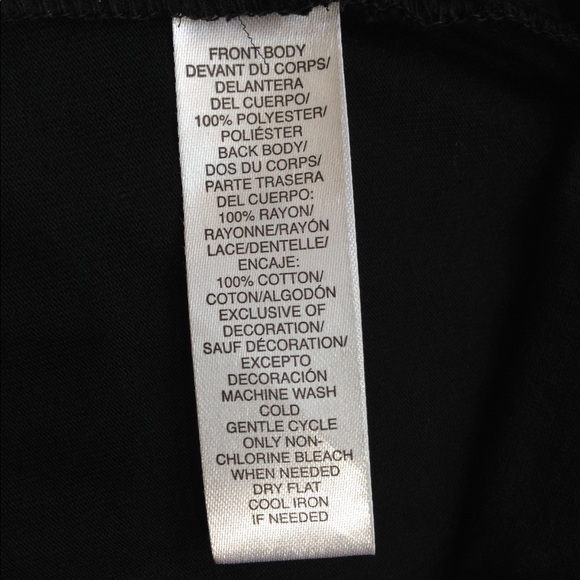 FRONT BODY
DEVANT DU CORPS/
DELANTERA
DEL CUERPO/
100% POLYESTER/
POLIÉSTER
BACK BODY/
DOS DU CORPS/
PARTE TRASERA
DEL CUERPO:
100% RAYON/
RAYONNE/RAYÓN
LACE/DENTELLE/
ENCAJE:
100% COTTON/
COTON/ALGODÓN
EXCLUSIVE OF
DECORATION/
SAUF DÉCORATION/
EXCEPTO
DECORACIÓN
MACHINE WASH
COLD
GENTLE CYCLE
ONLY NON-
CHLORINE BLEACH
WHEN NEEDED
DRY FLAT
COOL IRON
IF NEEDED